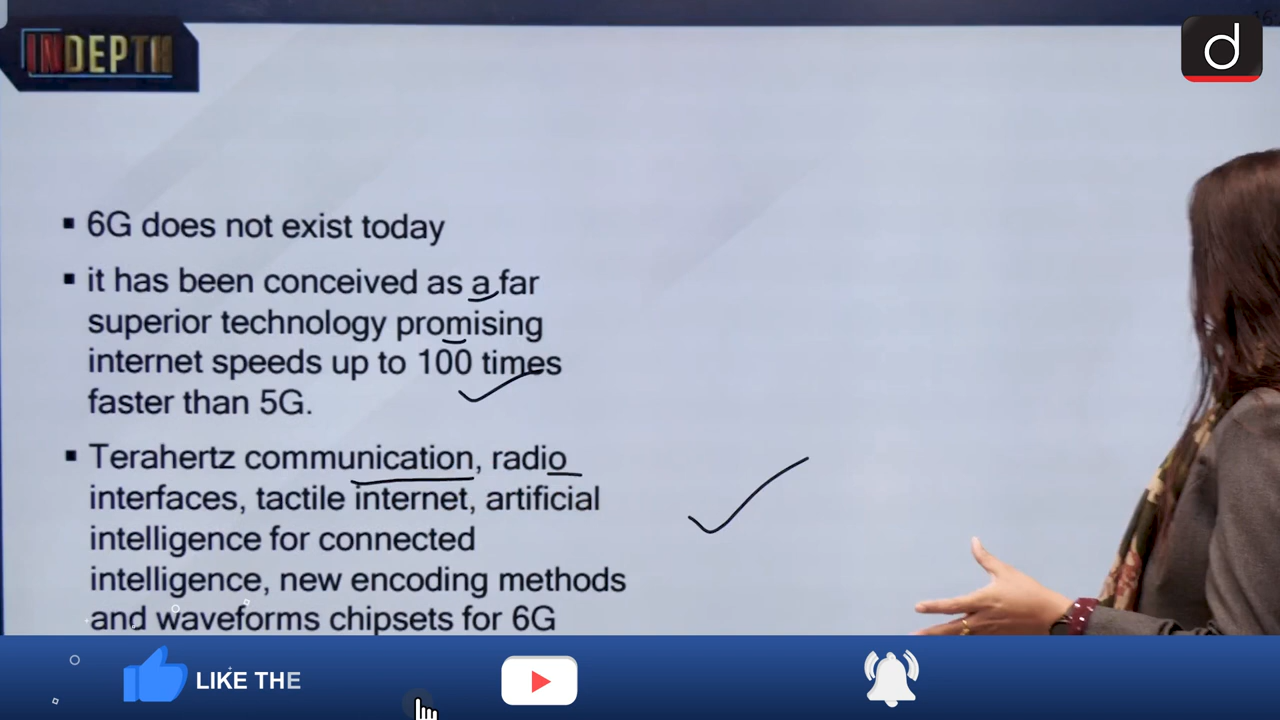 INDEPTH
d
6G does not exist today
it has been conceived as a far
superior technology promising
internet speeds up to 100 times
faster than 5G.
Terahertz communication, radio
interfaces, tactile internet, artificial
intelligence for connected
intelligence, new encoding methods
and waveforms chipsets for 6G
LIKE THE